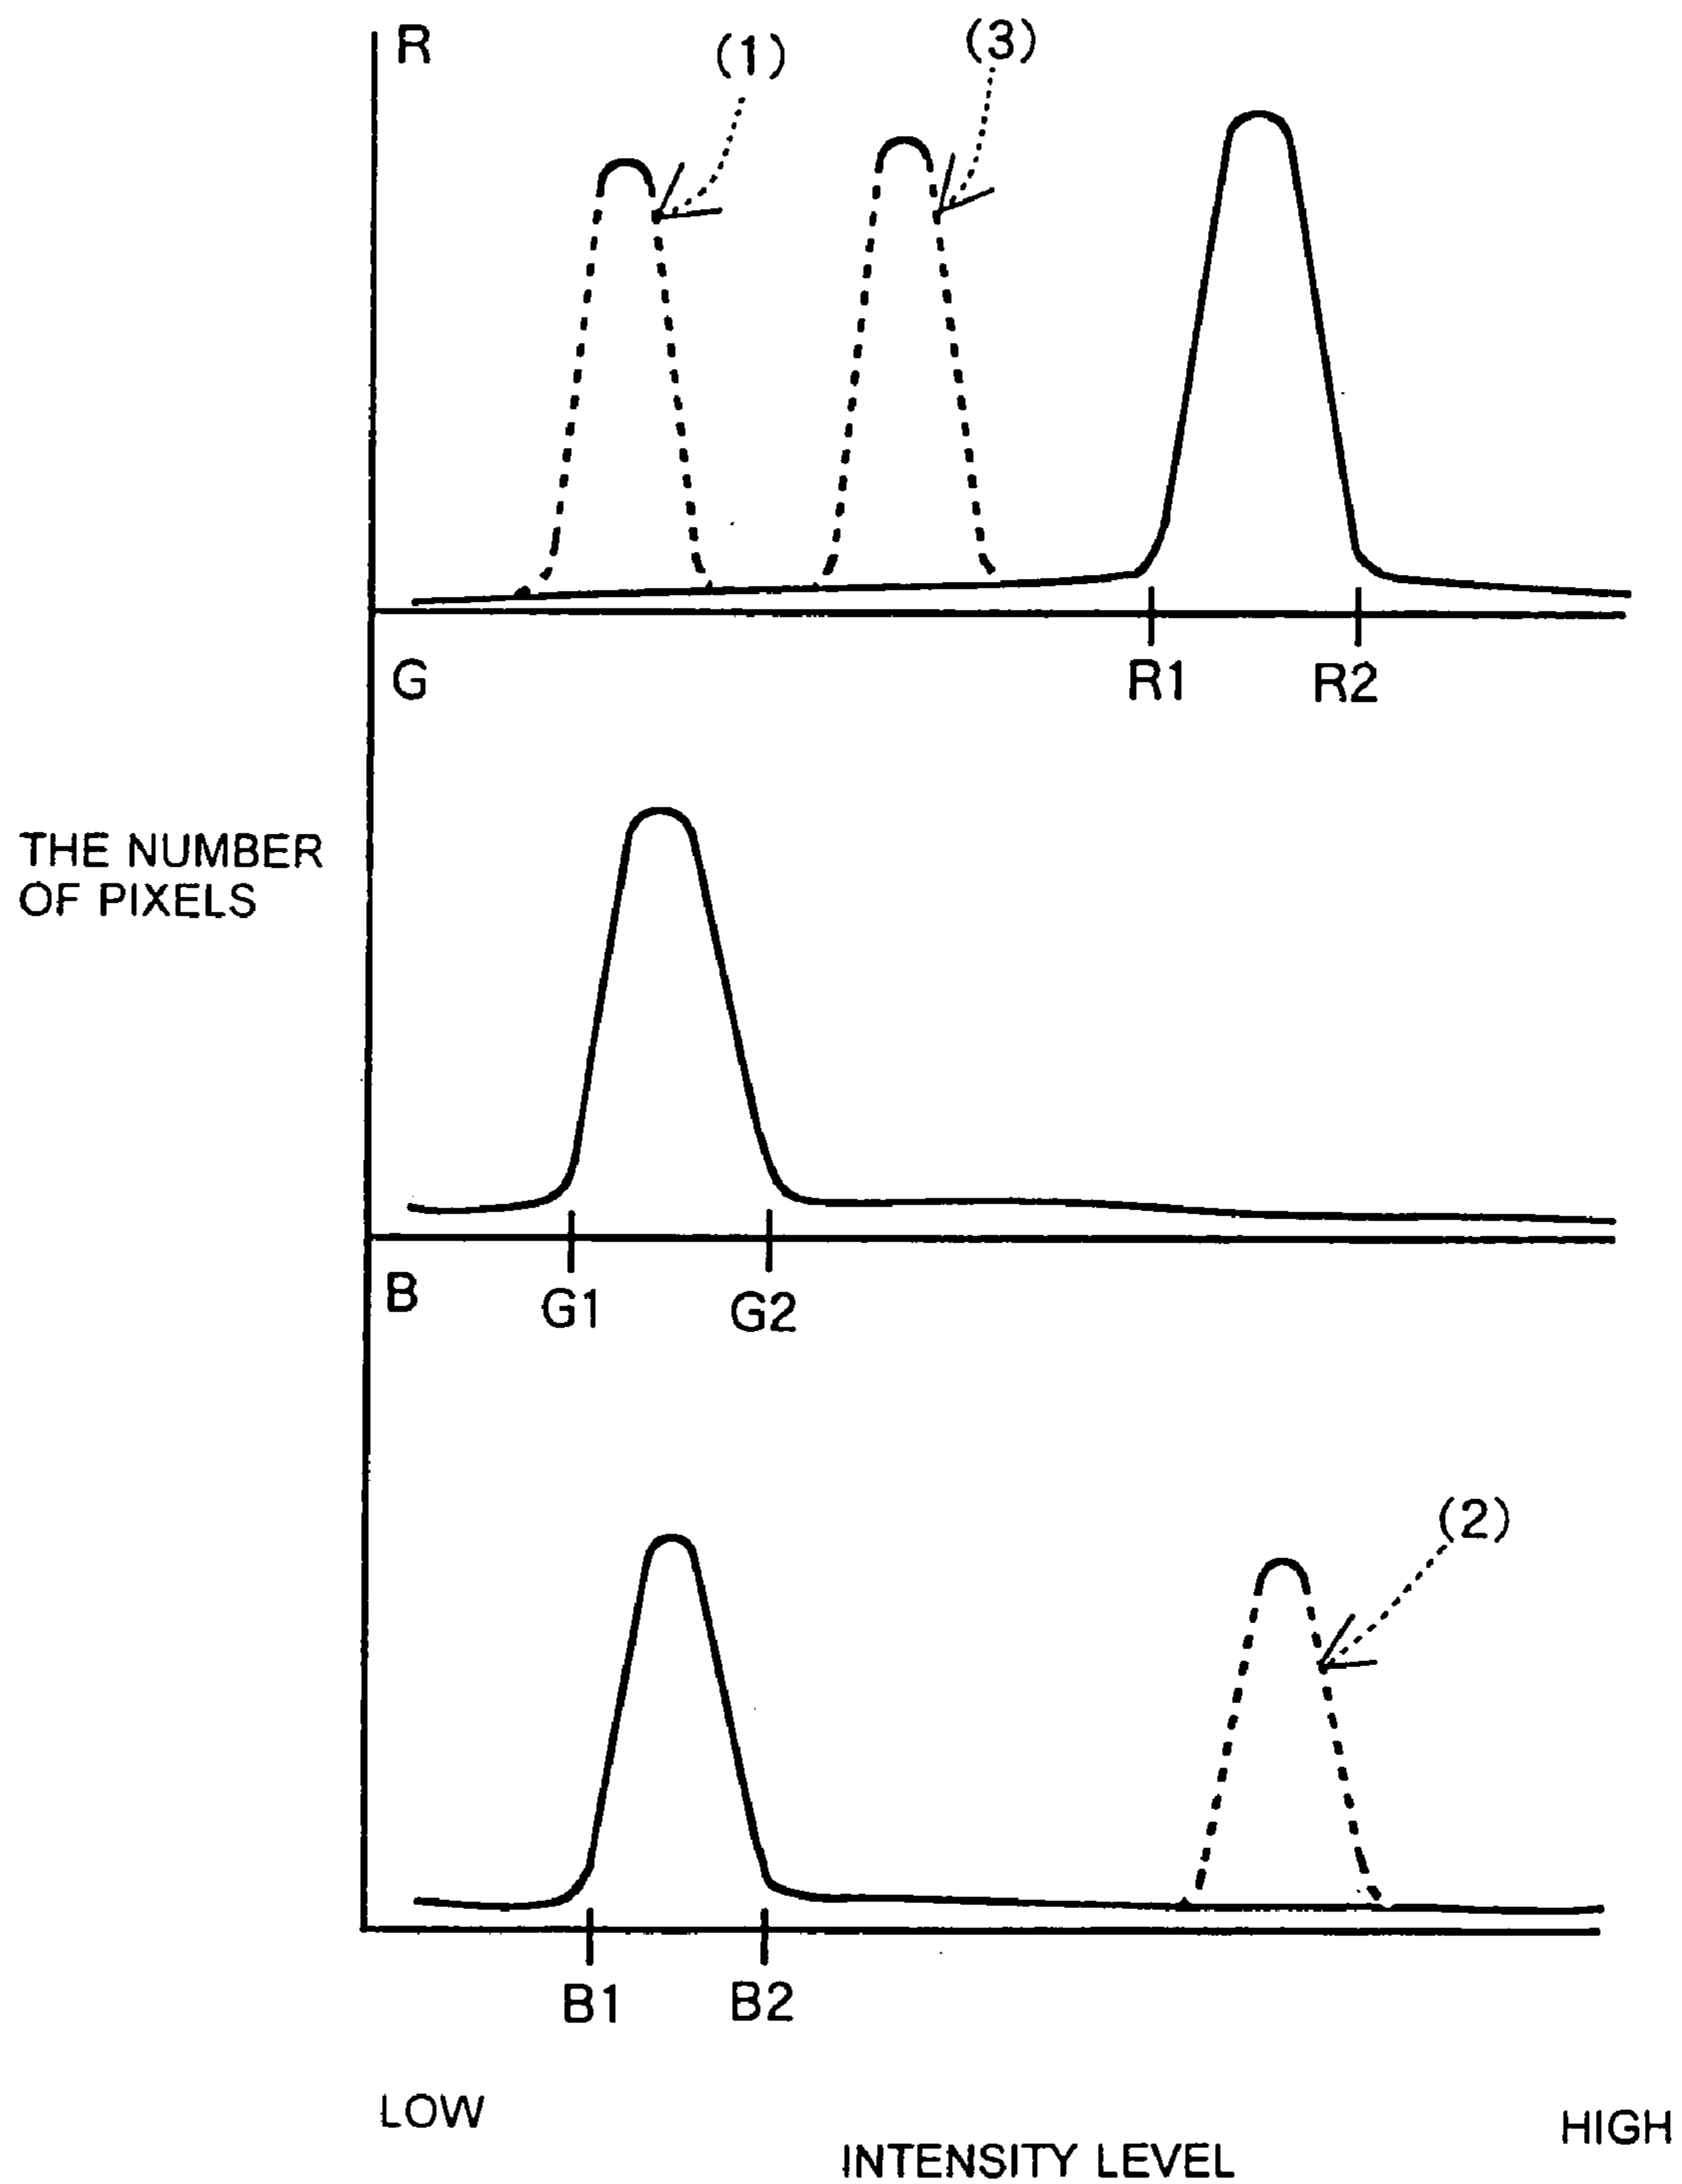 R
(1)
(3)
G
R1
R2
THE NUMBER
OF PIXELS
B
G1
G2
(2)
B1
B2
LOW
HIGH
INTENSITY LEVEL